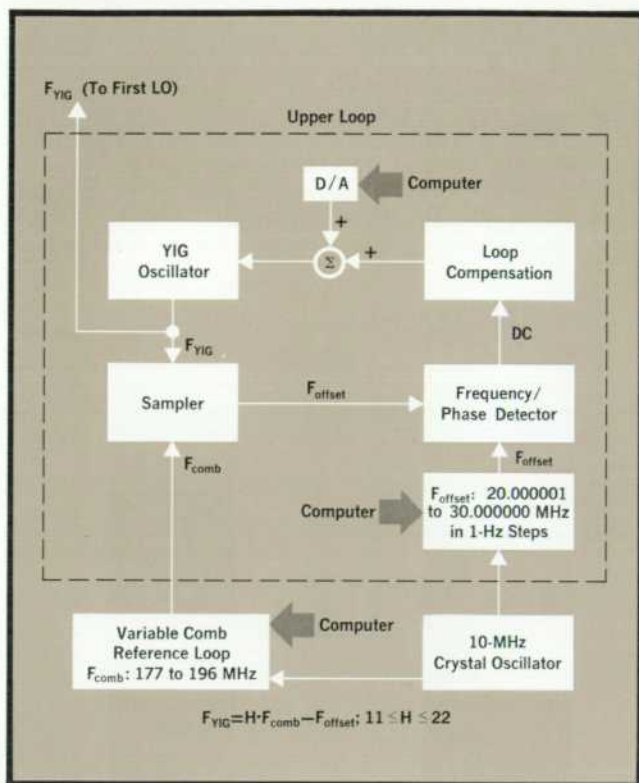 F_YIG (To First LO)
Upper Loop
D/A
Computer
+
Σ
+
YIG
Oscillator
Loop
Compensation
DC
F_YIG
Sampler
F_offset
Frequency/
Phase Detector
F_comb
F_offset
Computer
F_offset: 20.000001
to 30.000000 MHz
in 1-Hz Steps
Variable Comb
Reference Loop
F_comb: 177 to 196 MHz
Computer
10-MHz
Crystal Oscillator
F_YIG=H·F_comb−F_offset; 11 ≤ H ≤ 22